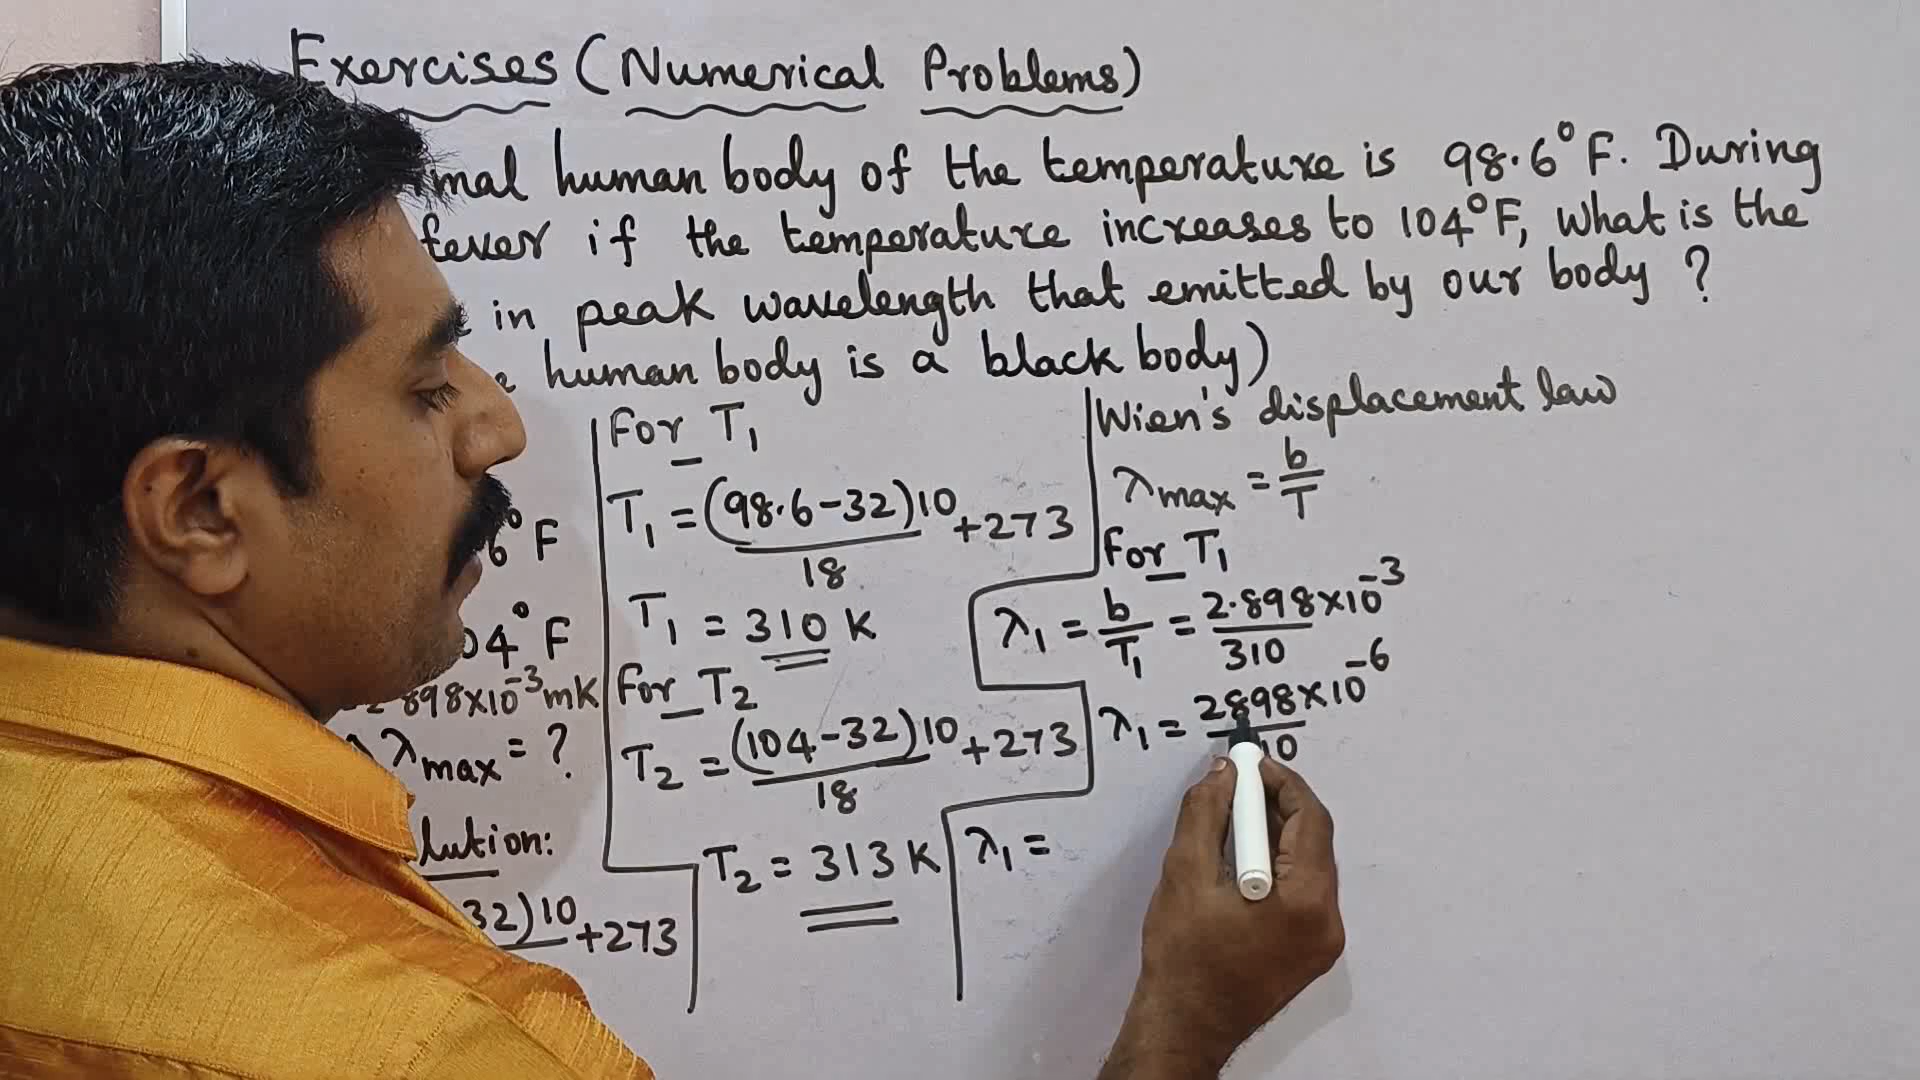 Exercises (Numerical Problems)
human body of the temperature is 98.6°F. During
fever if the temperature increases to 104°F, what is the
in peak wavelength that emitted by our body ?
human body is a black body)
6°F
04°F
898×10⁻³mK
λmax = ?
lution:
32)10
+273
For T₁
T₁ = (98.6-32)10/18 +273
T₁ = 310 K
For T₂
T₂ = (104-32)10/18 +273
T₂ = 313 K
Wien's displacement law
λmax = b/T
For T₁
λ₁ = b/T₁ = 2.898×10⁻³/310
λ₁ = 2898×10⁻⁶/10
λ₁ =